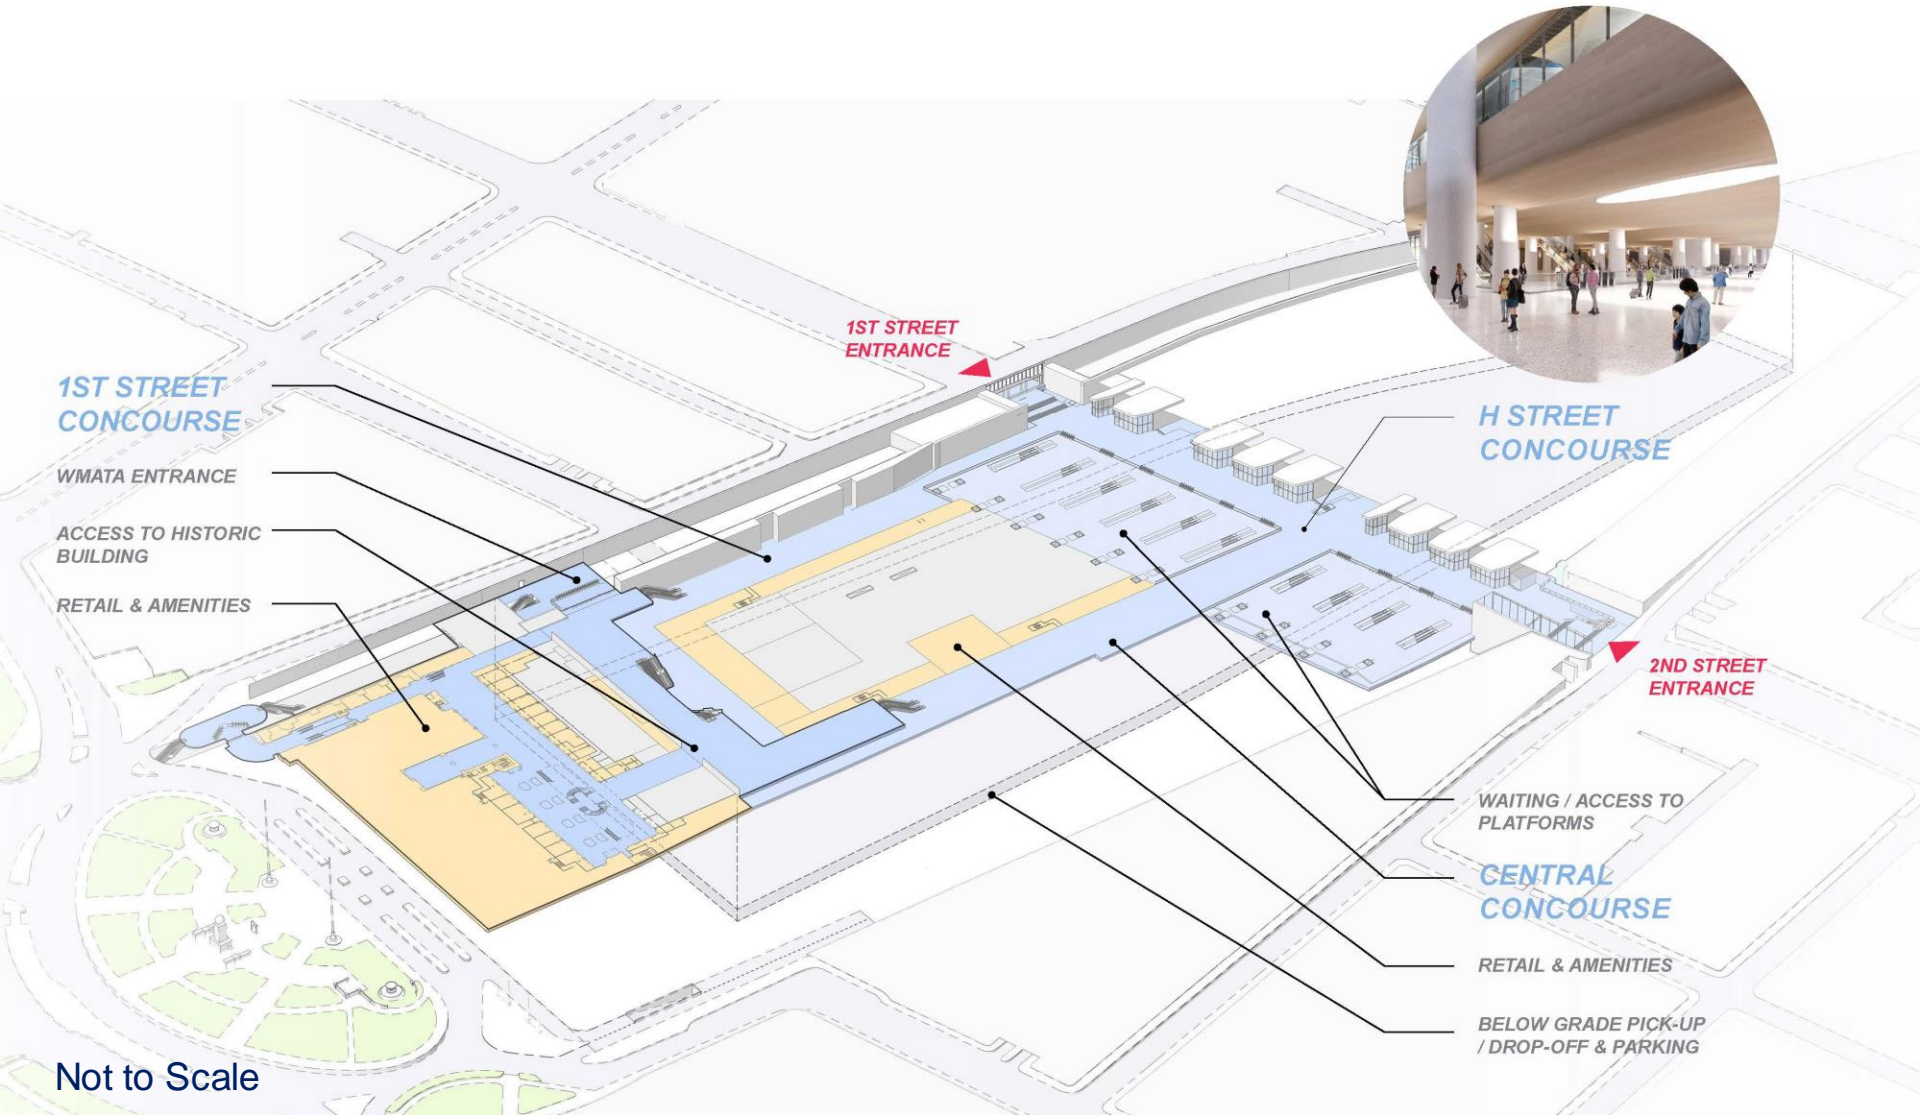 1ST STREET
ENTRANCE
1ST STREET
CONCOURSE
WMATA ENTRANCE
ACCESS TO HISTORIC
BUILDING
RETAIL & AMENITIES
H STREET
CONCOURSE
2ND STREET
ENTRANCE
WAITING / ACCESS TO
PLATFORMS
CENTRAL
CONCOURSE
RETAIL & AMENITIES
BELOW GRADE PICK-UP
/ DROP-OFF & PARKING
Not to Scale